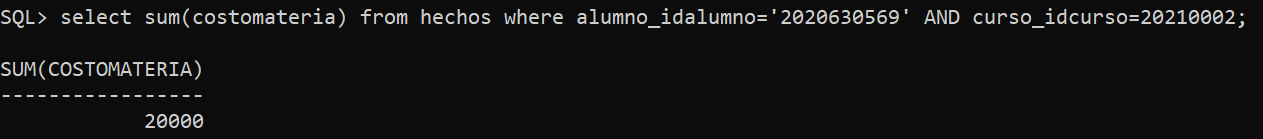 SQL> select sum(costomateria) from hechos where alumno_idalumno='2020630569' AND curso_idcurso=20210002;
SUM(COSTOMATERIA)
-----------------
20000